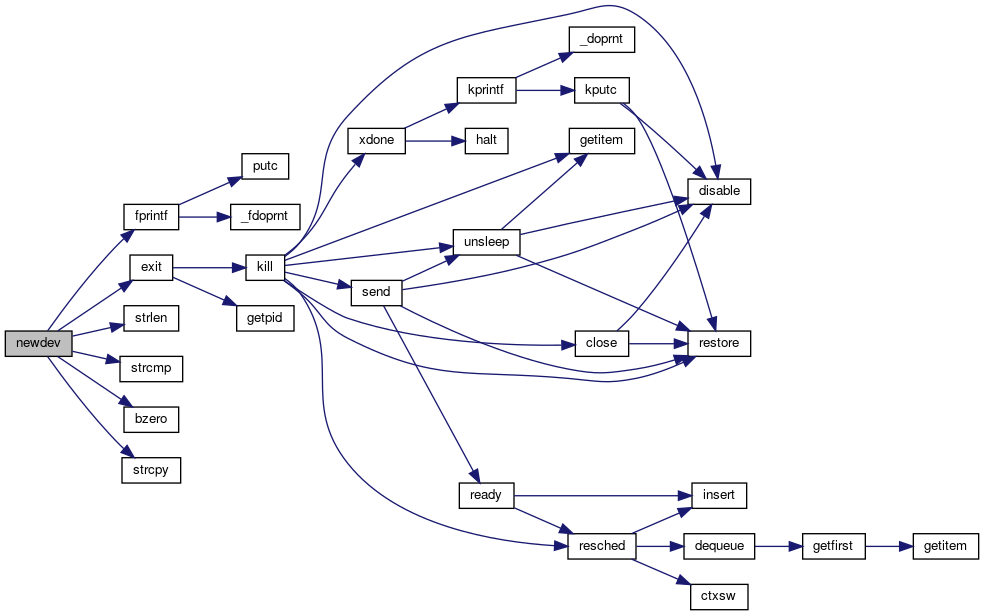 _doprnt
kprintf
kputc
xdone
halt
getitem
putc
disable
fprintf
_fdoprnt
unsleep
exit
kill
send
strlen
getpid
newdev
close
restore
strcmp
bzero
strcpy
ready
insert
resched
dequeue
getfirst
getitem
ctxsw